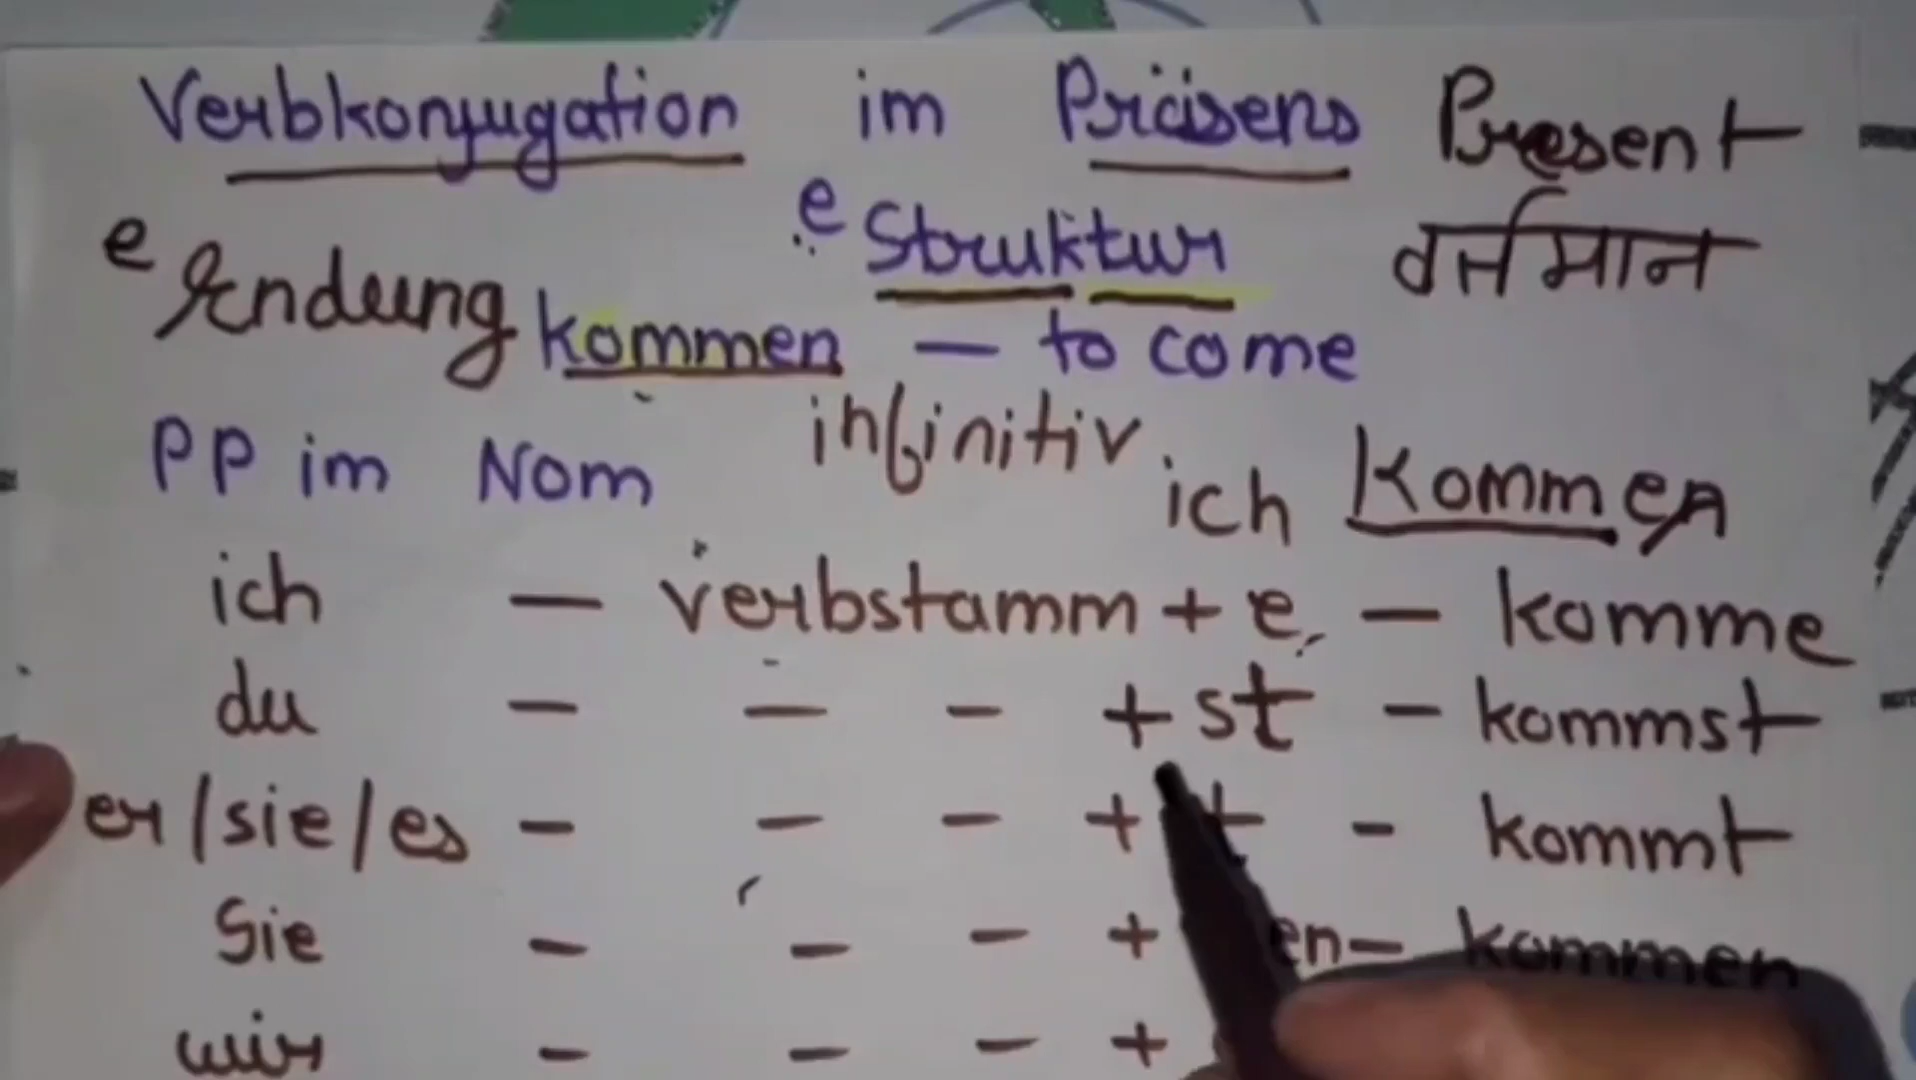 Verbkonjugation im Präsens Present
e Struktur वर्तमान
e Endung kommen — to come
infinitiv
PP im Nom ich Kommen
ich — verbstamm + e — komme
du — — - + st - kommst
er/sie/es - - - + t - kommt
Sie - - - + en - kommen
wir - - - +